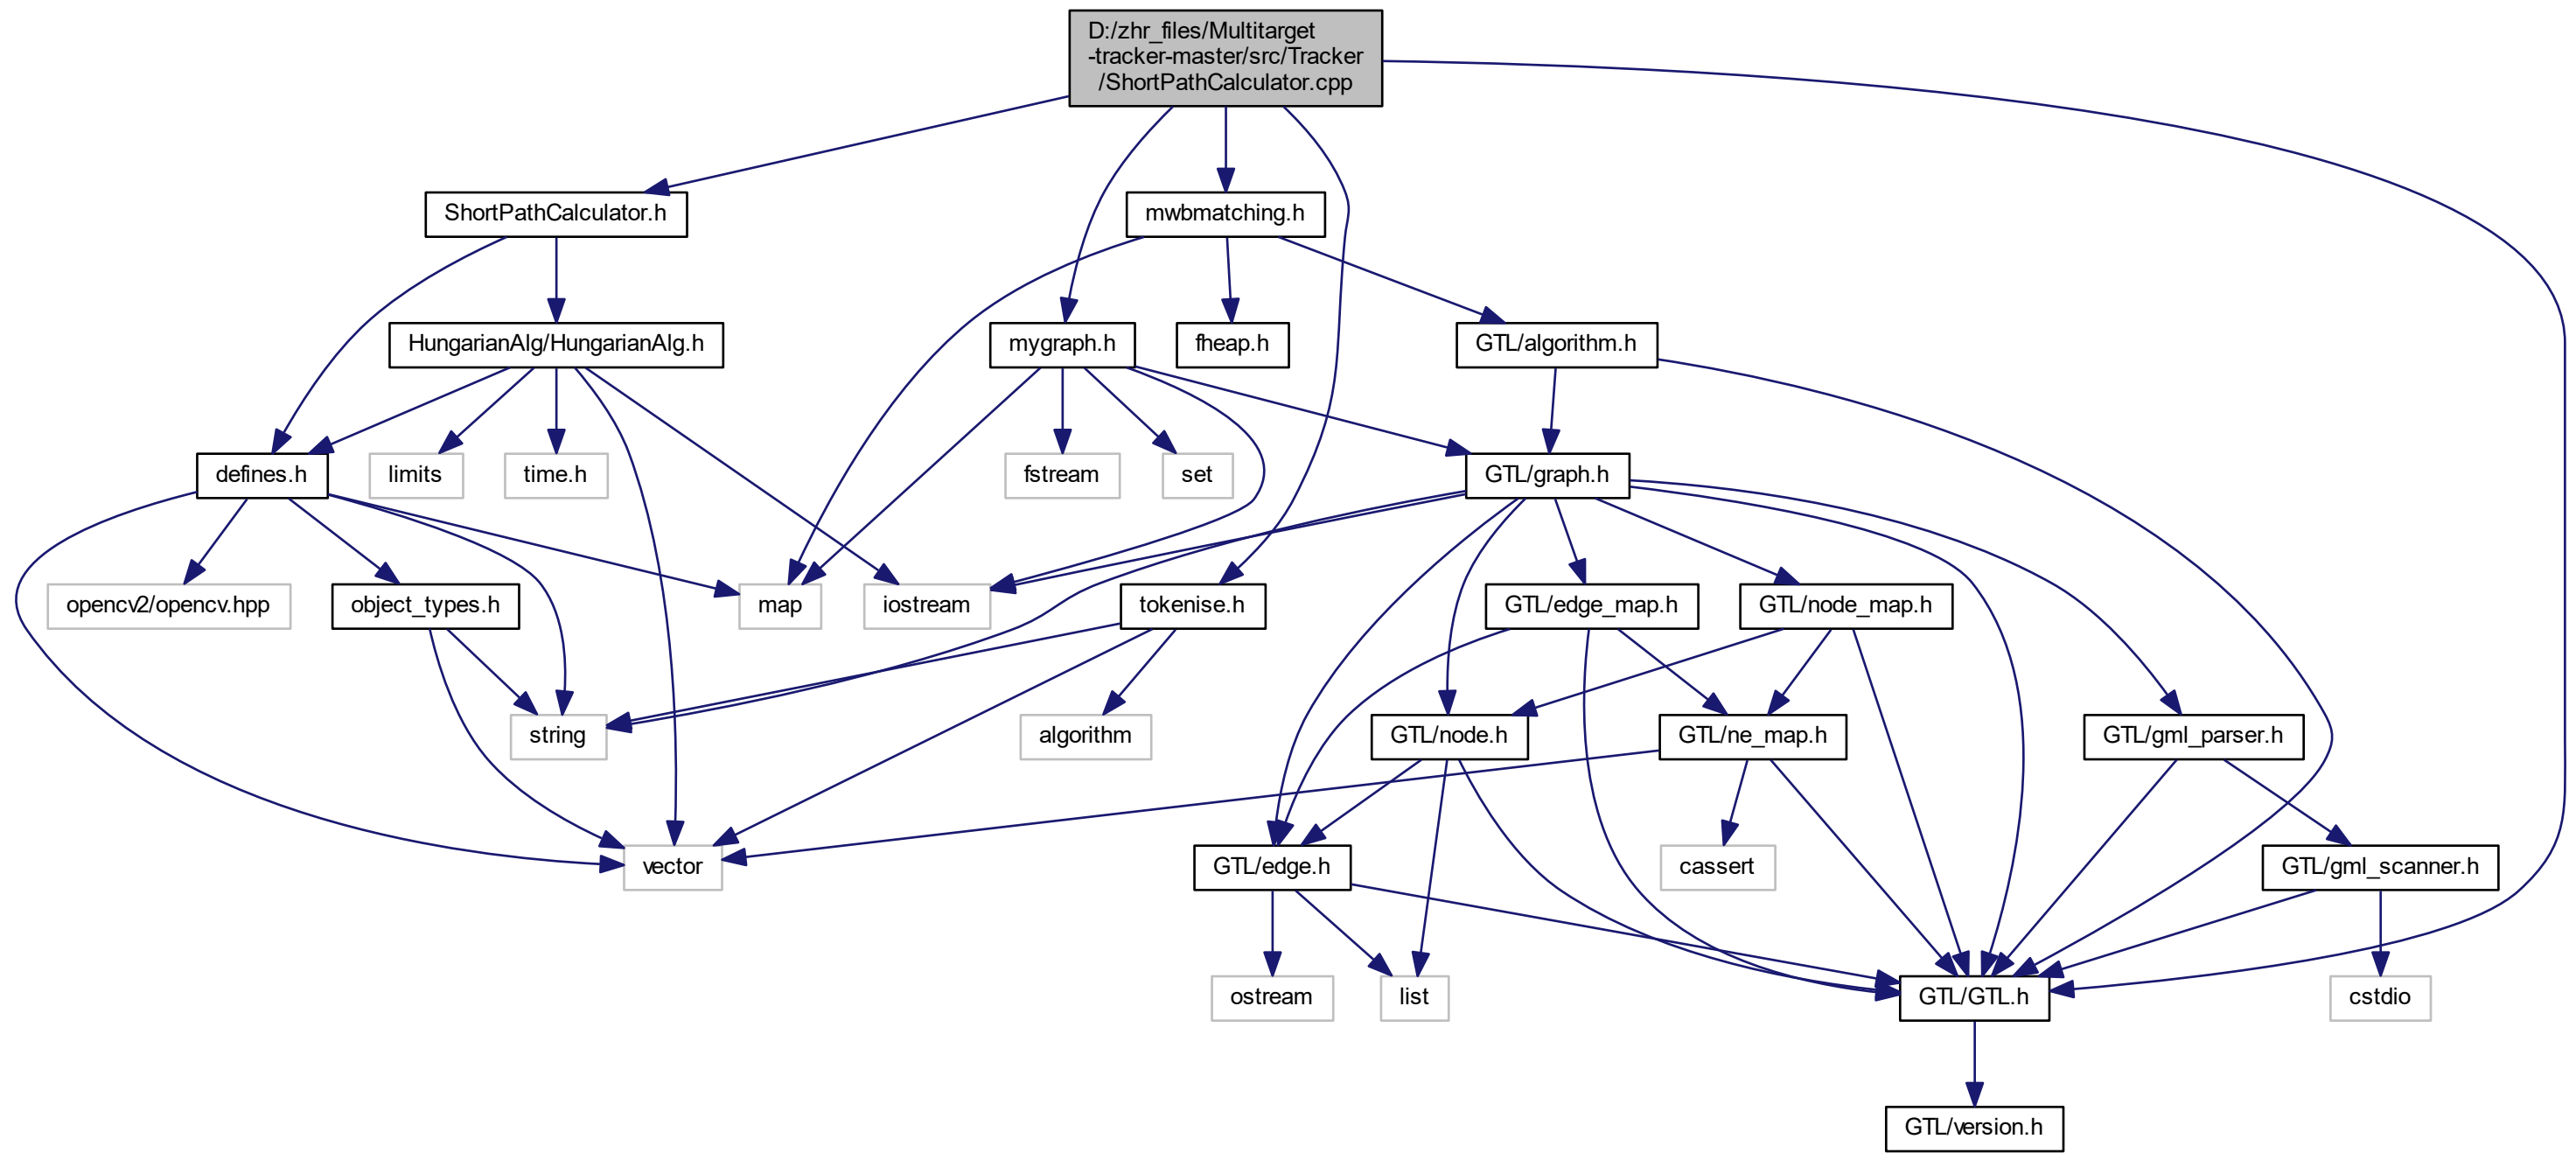 D:/zhr_files/Multitarget
-tracker-master/src/Tracker
/ShortPathCalculator.cpp
ShortPathCalculator.h
mwbmatching.h
HungarianAlg/HungarianAlg.h
mygraph.h
fheap.h
GTL/algorithm.h
defines.h
limits
time.h
fstream
set
GTL/graph.h
opencv2/opencv.hpp
object_types.h
map
iostream
tokenise.h
GTL/edge_map.h
GTL/node_map.h
string
algorithm
GTL/node.h
GTL/ne_map.h
GTL/gml_parser.h
vector
GTL/edge.h
cassert
GTL/gml_scanner.h
ostream
list
GTL/GTL.h
cstdio
GTL/version.h